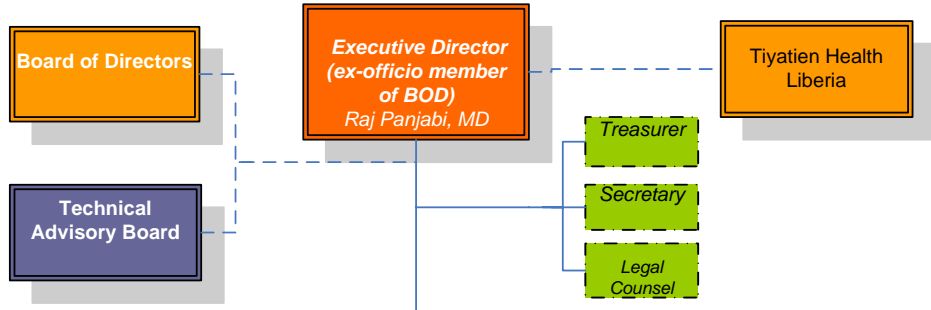 Board of Directors
Executive Director
(ex-officio member
of BOD)
Raj Panjabi, MD
Tiyatien Health
Liberia
Treasurer
Secretary
Legal
Counsel
Technical
Advisory Board